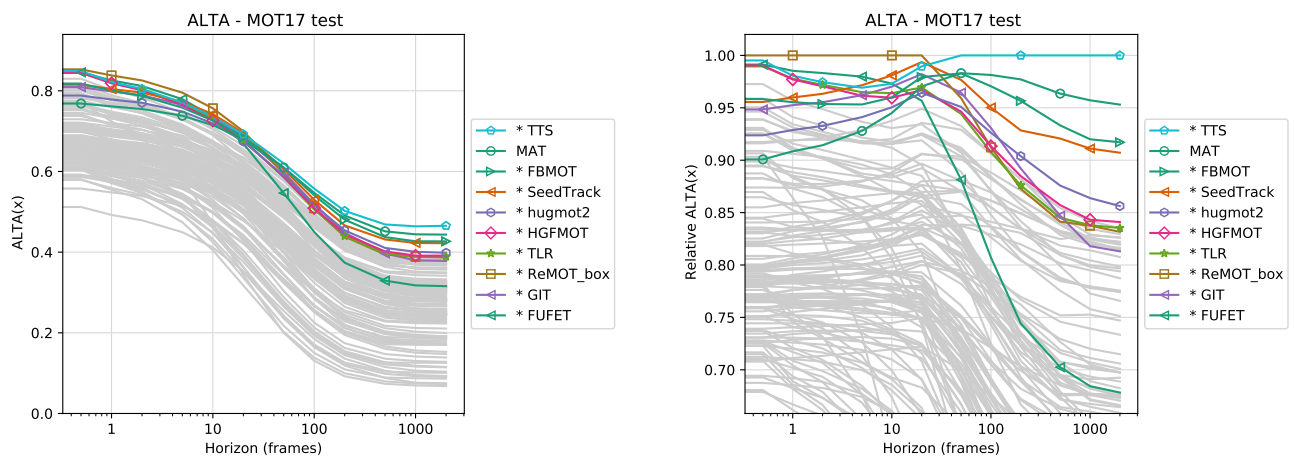 ALTA - MOT17 test
ALTA(x)
0.8
0.6
0.4
0.2
0.0
1
10
100
1000
Horizon (frames)
* TTS
MAT
* FBMOT
* SeedTrack
* hugmot2
* HGFMOT
* TLR
* ReMOT_box
* GIT
* FUFET
ALTA - MOT17 test
Relative ALTA(x)
1.00
0.95
0.90
0.85
0.80
0.75
0.70
1
10
100
1000
Horizon (frames)
* TTS
MAT
* FBMOT
* SeedTrack
* hugmot2
* HGFMOT
* TLR
* ReMOT_box
* GIT
* FUFET